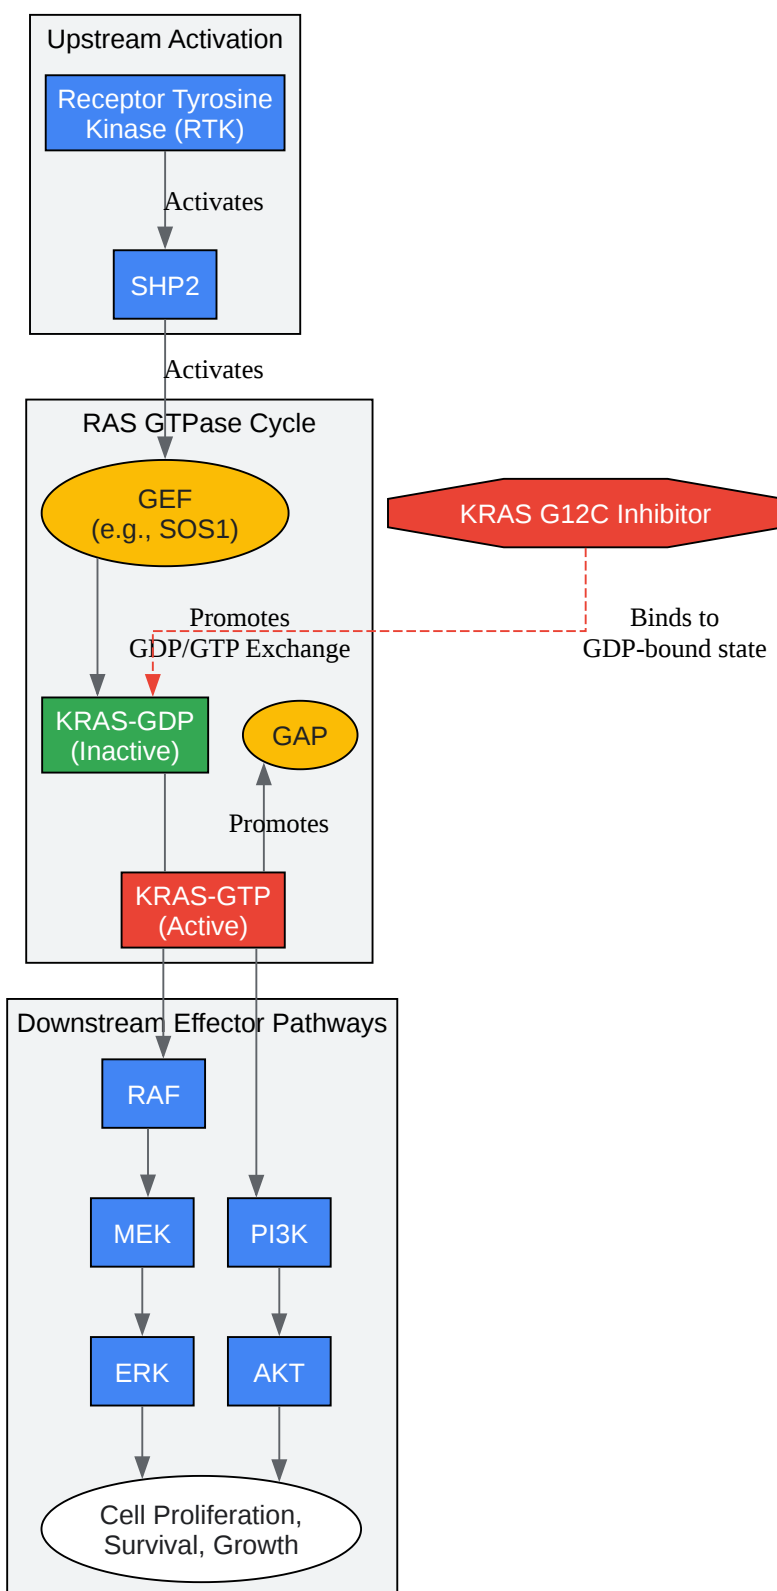 Upstream Activation
Receptor Tyrosine
Kinase (RTK)
Activates
SHP2
Activates
RAS GTPase Cycle
GEF
(e.g., SOS1)
KRAS G12C Inhibitor
Promotes
GDP/GTP Exchange
Binds to
GDP-bound state
KRAS-GDP
(Inactive)
GAP
Promotes
KRAS-GTP
(Active)
Downstream Effector Pathways
RAF
MEK
PI3K
ERK
AKT
Cell Proliferation,
Survival, Growth